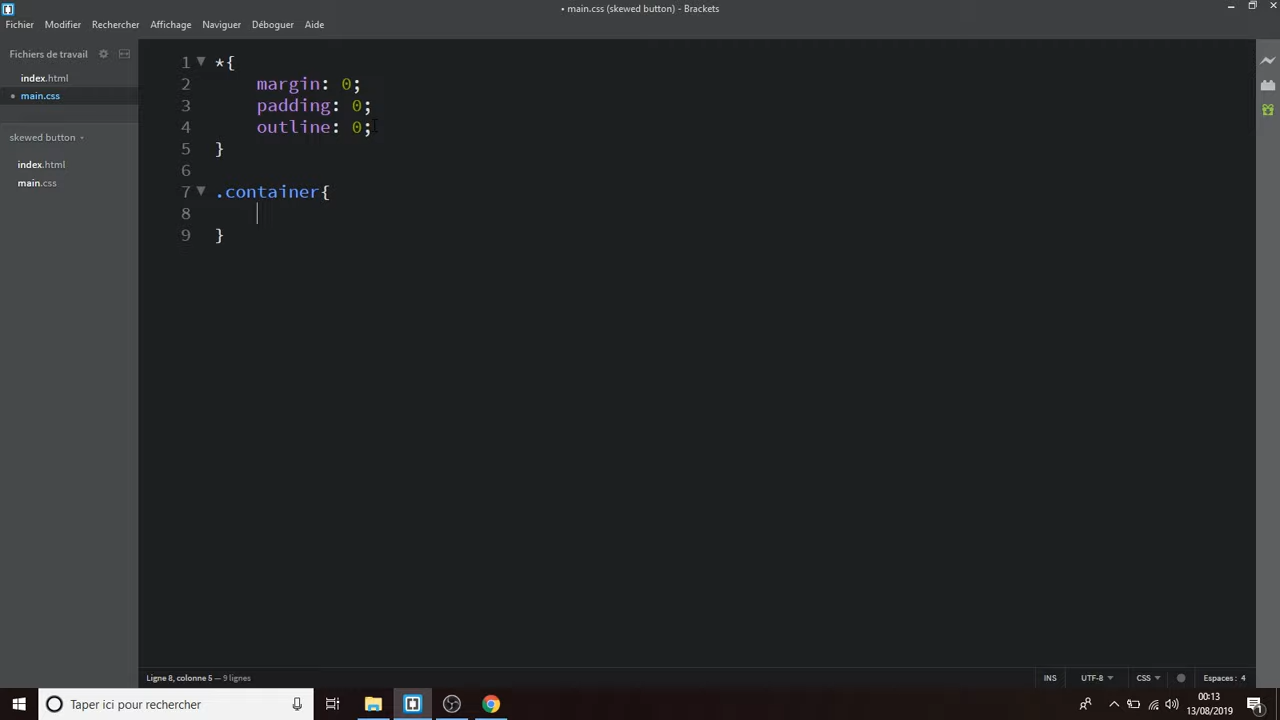 • main.css (skewed button) - Brackets
Fichier Modifier Rechercher Affichage Naviguer Déboguer Aide
Fichiers de travail
index.html
• main.css
skewed button
index.html
main.css
1 *{
2 margin: 0;
3 padding: 0;
4 outline: 0;
5 }
6
7 .container{
8
9 }
Ligne 8, colonne 5 — 9 lignes
INS UTF-8 CSS Espaces : 4
Taper ici pour rechercher
00:13
13/08/2019
1